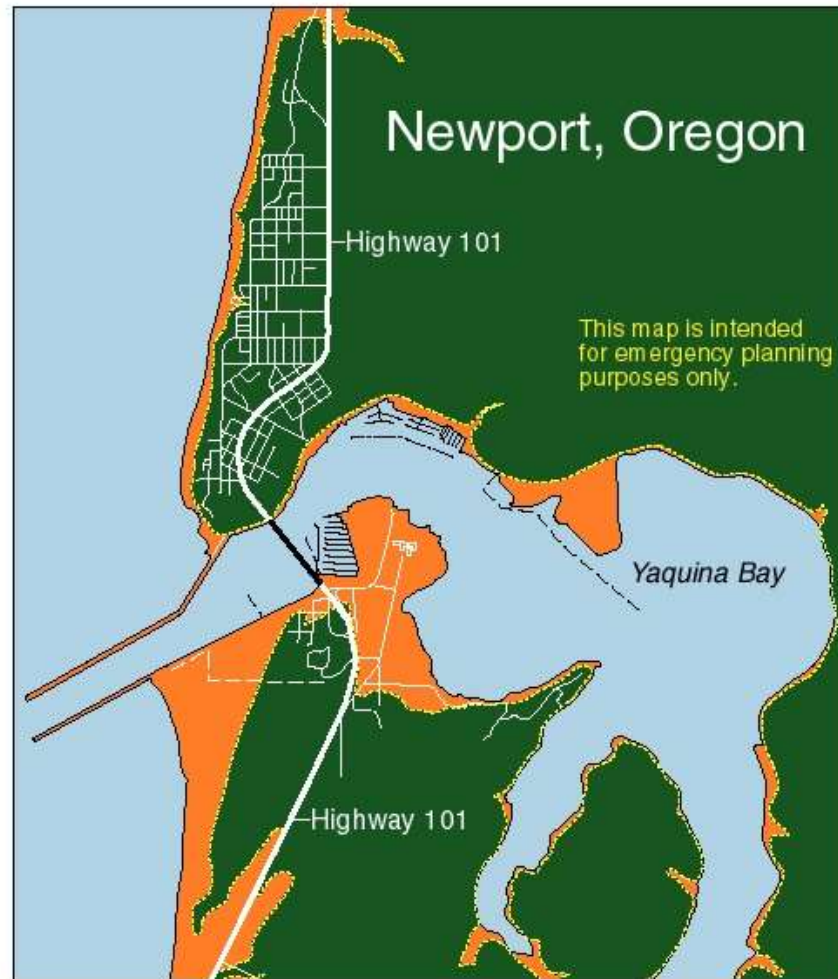 Newport, Oregon
Highway 101
This map is intended
for emergency planning
purposes only.
Yaquina Bay
Highway 101